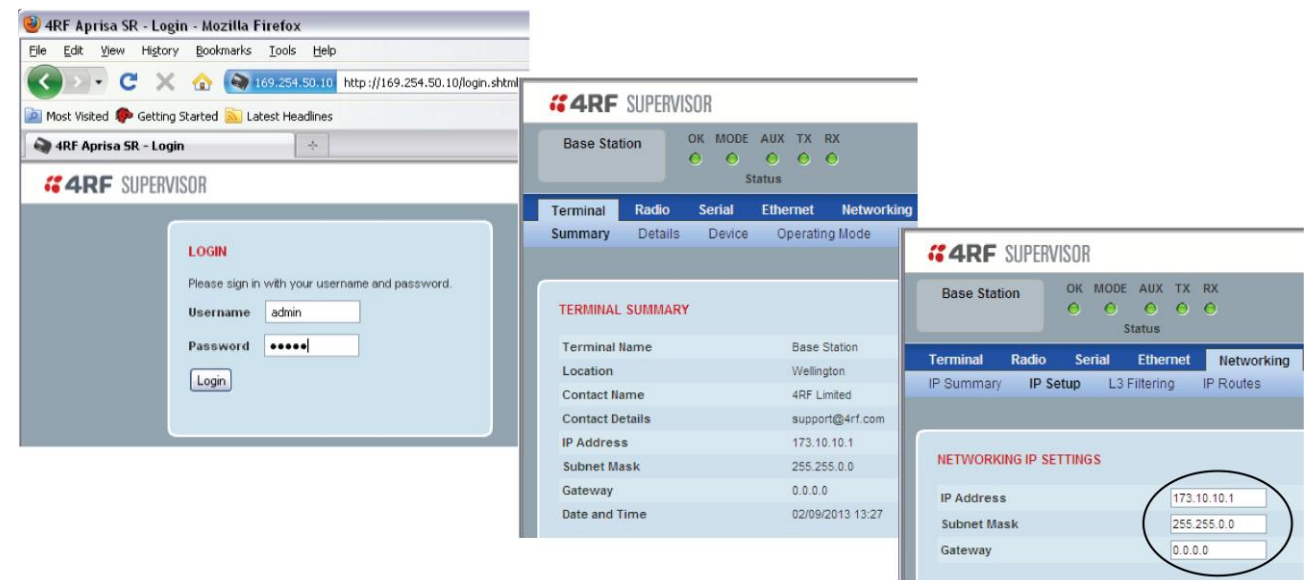 4RF Aprisa SR - Login - Mozilla Firefox
File Edit View History Bookmarks Tools Help
169.254.50.10 http://169.254.50.10/login.shtml
Most Visited Getting Started Latest Headlines
4RF Aprisa SR - Login
4RF SUPERVISOR
LOGIN
Please sign in with your username and password.
Username admin
Password •••••
Login
4RF SUPERVISOR
Base Station OK MODE AUX TX RX
Status
Terminal Radio Serial Ethernet Networking
Summary Details Device Operating Mode
TERMINAL SUMMARY
Terminal Name Base Station
Location Wellington
Contact Name 4RF Limited
Contact Details support@4rf.com
IP Address 173.10.10.1
Subnet Mask 255.255.0.0
Gateway 0.0.0.0
Date and Time 02/09/2013 13:27
4RF SUPERVISOR
Base Station OK MODE AUX TX RX
Status
Terminal Radio Serial Ethernet Networking
IP Summary IP Setup L3 Filtering IP Routes
NETWORKING IP SETTINGS
IP Address 173.10.10.1
Subnet Mask 255.255.0.0
Gateway 0.0.0.0